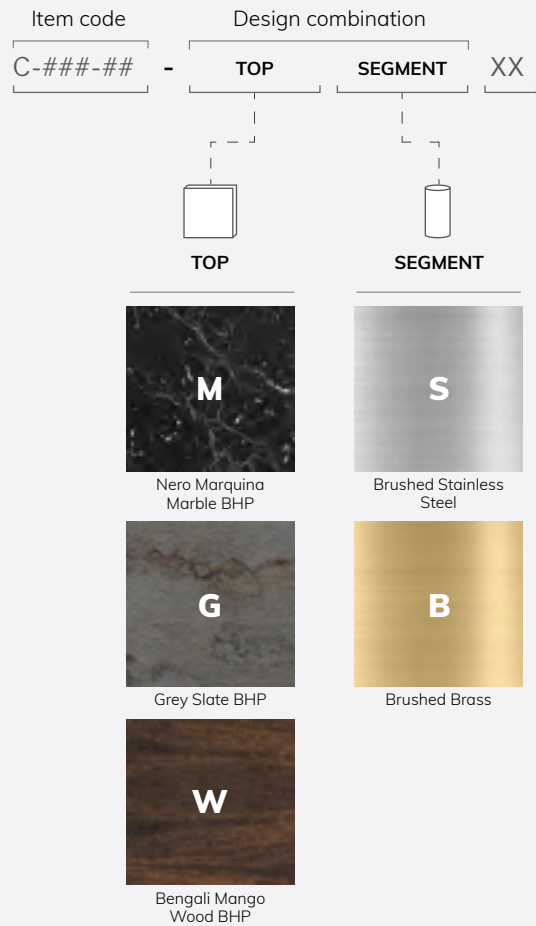 Item code
Design combination
C-###-## - TOP SEGMENT XX
TOP
SEGMENT
M
S
Nero Marquina
Marble BHP
Brushed Stainless
Steel
G
B
Grey Slate BHP
Brushed Brass
W
Bengali Mango
Wood BHP